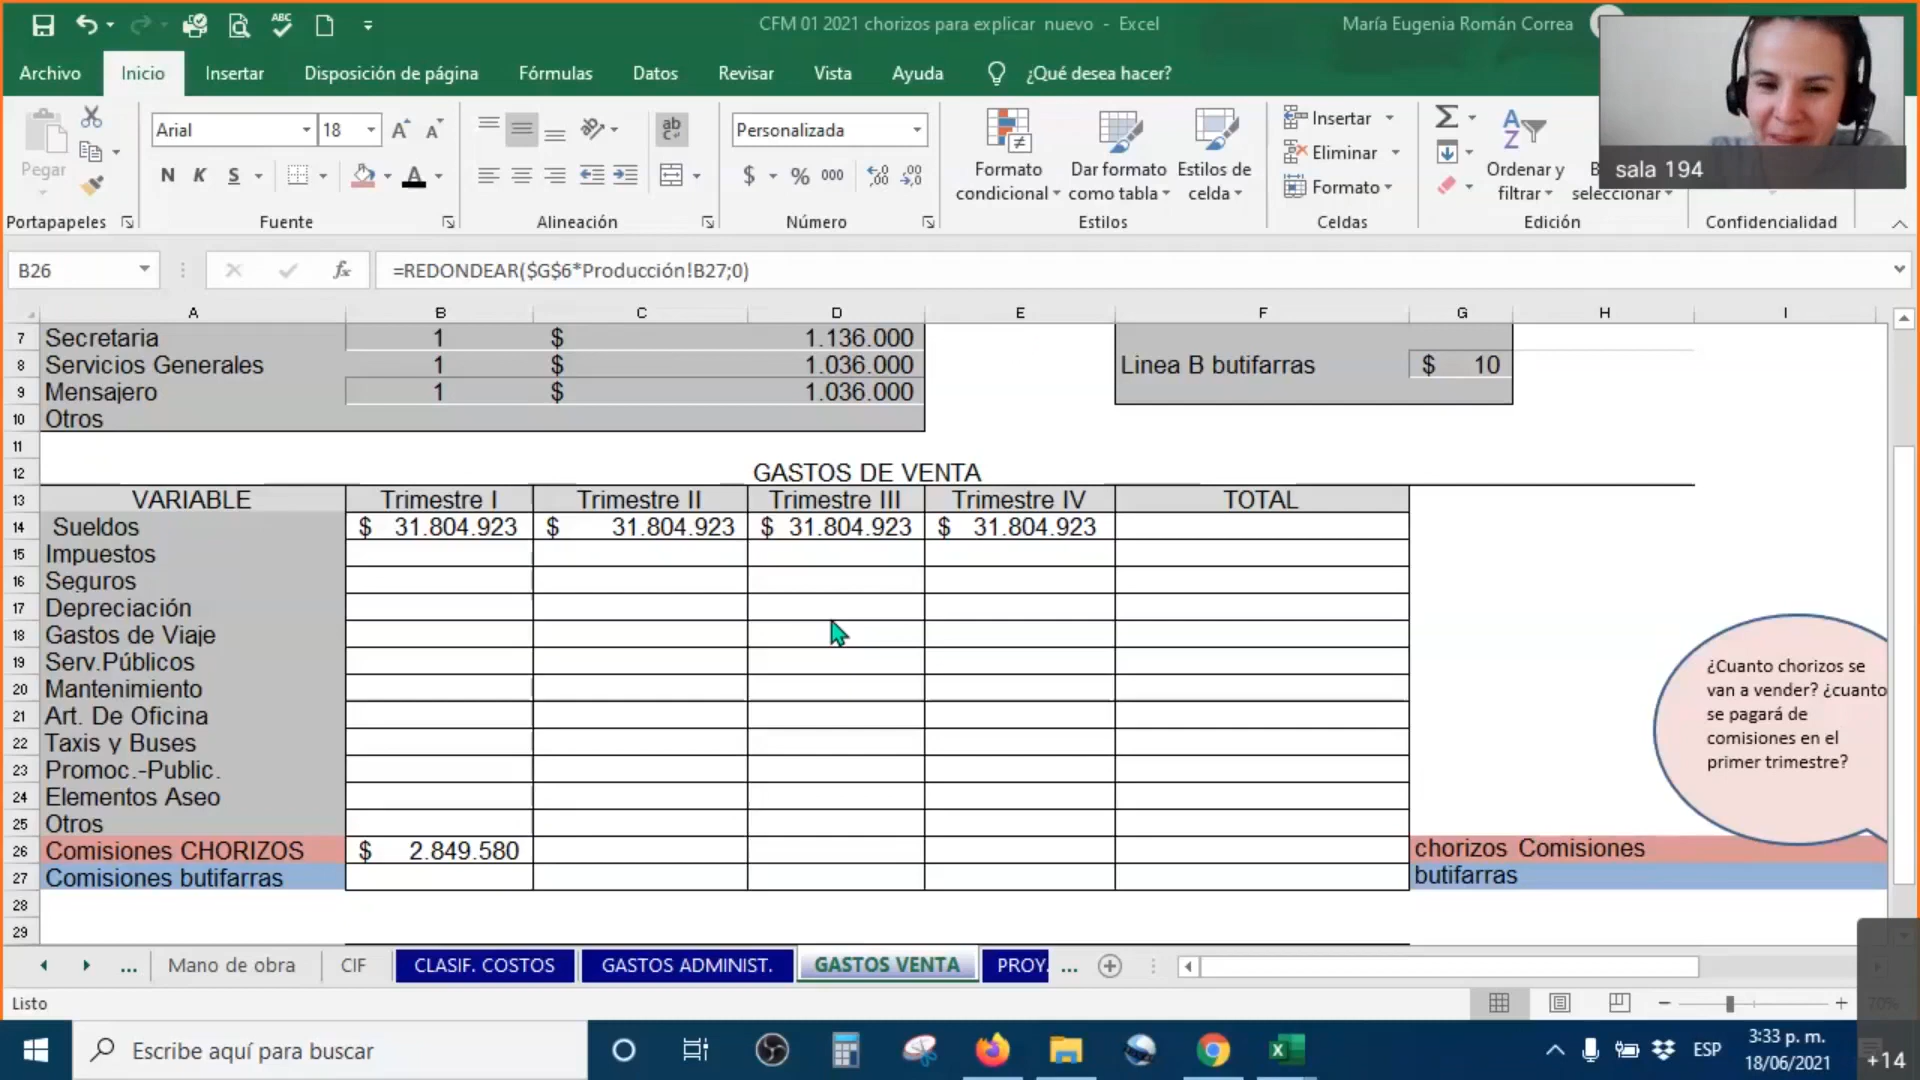 CFM 01 2021 chorizos para explicar nuevo - Excel
María Eugenia Román Correa
Archivo Inicio Insertar Disposición de página Fórmulas Datos Revisar Vista Ayuda ¿Qué desea hacer?
Pegar
Arial 18
N K S
ab
Personalizada
$ % 000
Formato condicional
Dar formato como tabla
Estilos de celda
Insertar
Eliminar
Formato
Ordenar y filtrar
seleccionar
sala 194
Portapapeles Fuente Alineación Número Estilos Celdas Edición Confidencialidad
B26 fx =REDONDEAR($G$6*Producción!B27;0)
A B C D E F G H I
7 Secretaria 1 $ 1.136.000
8 Servicios Generales 1 $ 1.036.000 Linea B butifarras $ 10
9 Mensajero 1 $ 1.036.000
10 Otros
11
12 GASTOS DE VENTA
13 VARIABLE Trimestre I Trimestre II Trimestre III Trimestre IV TOTAL
14 Sueldos $ 31.804.923 $ 31.804.923 $ 31.804.923 $ 31.804.923
15 Impuestos
16 Seguros
17 Depreciación
18 Gastos de Viaje
19 Serv.Públicos
20 Mantenimiento
21 Art. De Oficina
22 Taxis y Buses
23 Promoc.-Public.
24 Elementos Aseo
25 Otros
26 Comisiones CHORIZOS $ 2.849.580 chorizos Comisiones
27 Comisiones butifarras butifarras
28
29
¿Cuanto chorizos se
van a vender? ¿cuanto
se pagará de
comisiones en el
primer trimestre?
... Mano de obra CIF CLASIF. COSTOS GASTOS ADMINIST. GASTOS VENTA PROY. ...
Listo
70%
Escribe aquí para buscar
ESP
3:33 p. m.
18/06/2021
+14